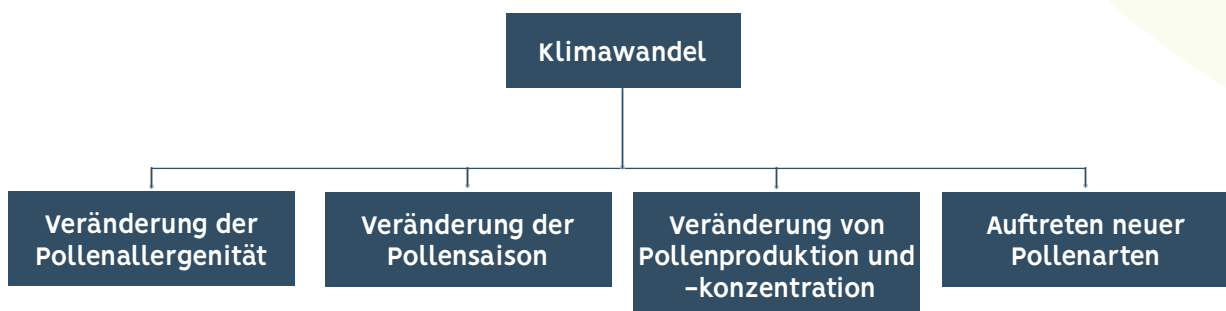 Klimawandel
Veränderung der
Pollenallergenität
Veränderung der
Pollensaison
Veränderung von
Pollenproduktion und
-konzentration
Auftreten neuer
Pollenarten